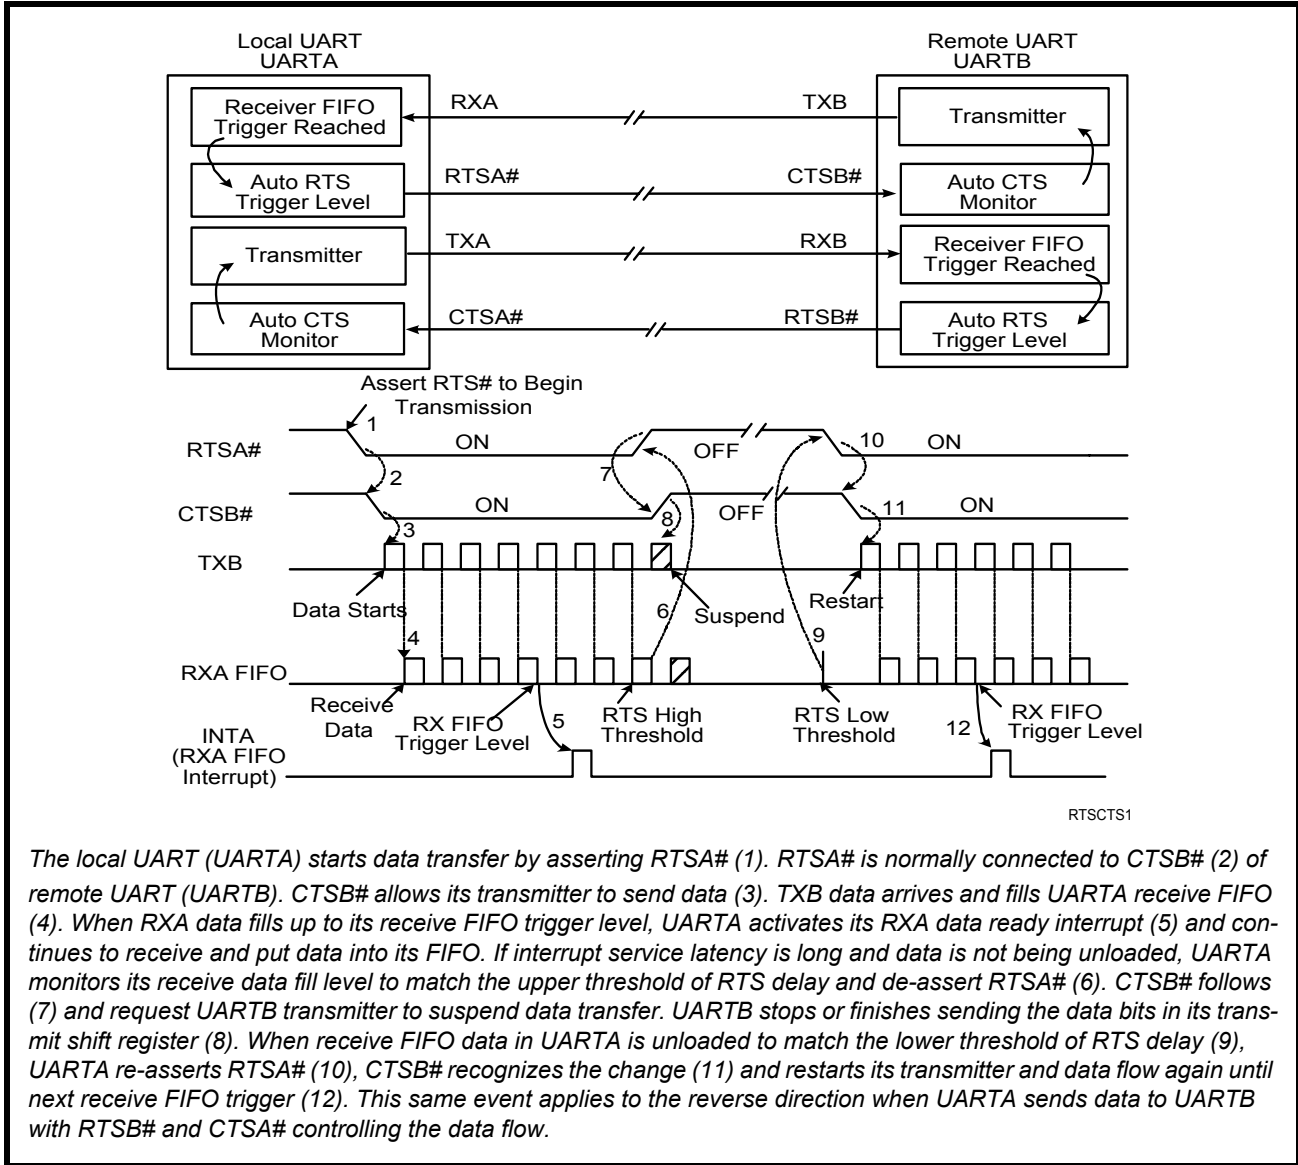 Local UART
UARTA
Remote UART
UARTB
Receiver FIFO
Trigger Reached
RXA
TXB
Transmitter
Auto RTS
Trigger Level
RTSA#
CTSB#
Auto CTS
Monitor
Transmitter
TXA
RXB
Receiver FIFO
Trigger Reached
Auto CTS
Monitor
CTSA#
RTSB#
Auto RTS
Trigger Level
Assert RTS# to Begin
Transmission
RTSA#
1
ON
7
OFF
10
ON
2
CTSB#
ON
8
OFF
11
ON
3
TXB
Data Starts
6
Suspend
Restart
4
9
RXA FIFO
Receive
Data
RX FIFO
Trigger Level
5
RTS High
Threshold
RTS Low
Threshold
12
RX FIFO
Trigger Level
INTA
(RXA FIFO
Interrupt)
RTSCTS1
The local UART (UARTA) starts data transfer by asserting RTSA# (1). RTSA# is normally connected to CTSB# (2) of
remote UART (UARTB). CTSB# allows its transmitter to send data (3). TXB data arrives and fills UARTA receive FIFO
(4). When RXA data fills up to its receive FIFO trigger level, UARTA activates its RXA data ready interrupt (5) and con-
tinues to receive and put data into its FIFO. If interrupt service latency is long and data is not being unloaded, UARTA
monitors its receive data fill level to match the upper threshold of RTS delay and de-assert RTSA# (6). CTSB# follows
(7) and request UARTB transmitter to suspend data transfer. UARTB stops or finishes sending the data bits in its trans-
mit shift register (8). When receive FIFO data in UARTA is unloaded to match the lower threshold of RTS delay (9),
UARTA re-asserts RTSA# (10), CTSB# recognizes the change (11) and restarts its transmitter and data flow again until
next receive FIFO trigger (12). This same event applies to the reverse direction when UARTA sends data to UARTB
with RTSB# and CTSA# controlling the data flow.